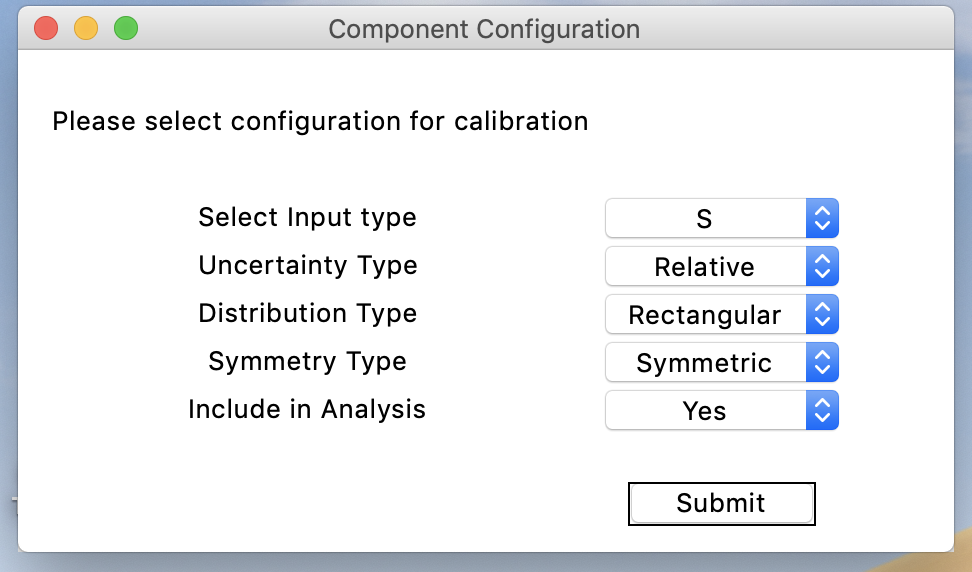 Component Configuration
Please select configuration for calibration
Select Input type S
Uncertainty Type Relative
Distribution Type Rectangular
Symmetry Type Symmetric
Include in Analysis Yes
Submit